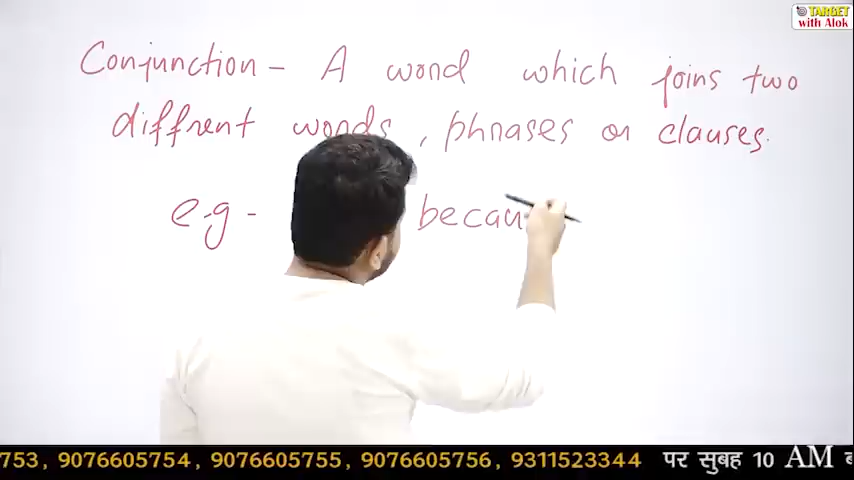 TARGET
with Alok
Conjunction - A word which joins two
diffrent words, phrases or clauses.
e.g - becau
753, 9076605754, 9076605755, 9076605756, 9311523344 पर सुबह 10 AM